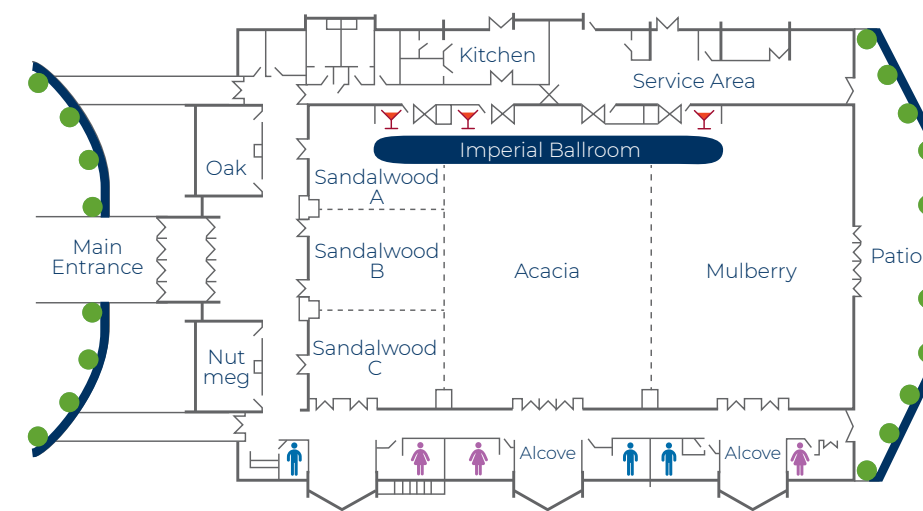 Kitchen
Service Area
Imperial Ballroom
Oak
Sandalwood
A
Main
Entrance
Sandalwood
B
Acacia
Mulberry
Patio
Nut
meg
Sandalwood
C
Alcove
Alcove